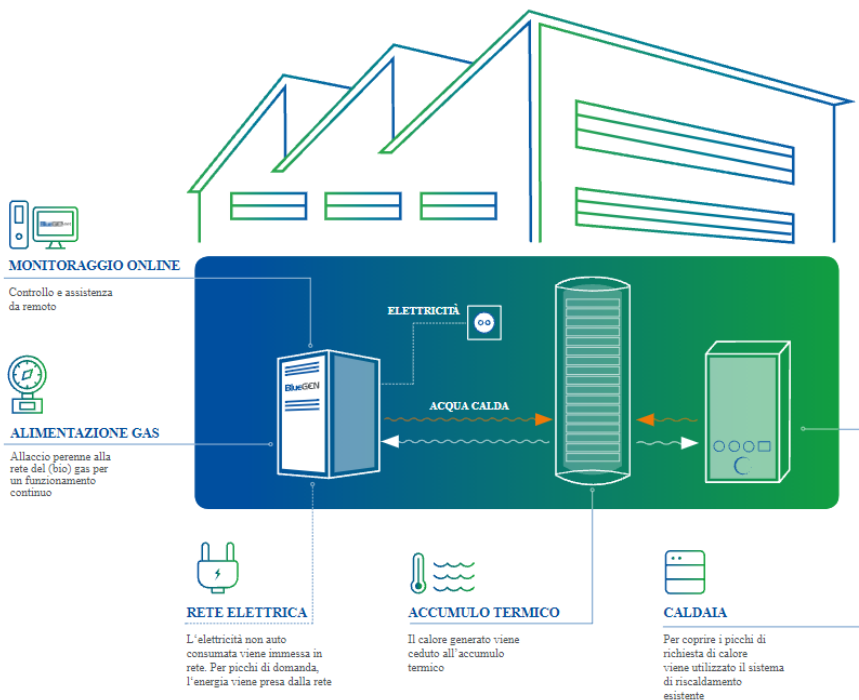 MONITORAGGIO ONLINE
Controllo e assistenza
da remoto
ELETTRICITÀ
BlueGEN
ALIMENTAZIONE GAS
Allaccio perenne alla
rete del (bio) gas per
un funzionamento
continuo
ACQUA CALDA
RETE ELETTRICA
L'elettricità non auto
consumata viene immessa in
rete. Per picchi di domanda,
l'energia viene presa dalla rete
ACCUMULO TERMICO
Il calore generato viene
ceduto all'accumulo
termico
CALDAIA
Per coprire i picchi di
richiesta di calore
viene utilizzato il sistema
di riscaldamento
esistente